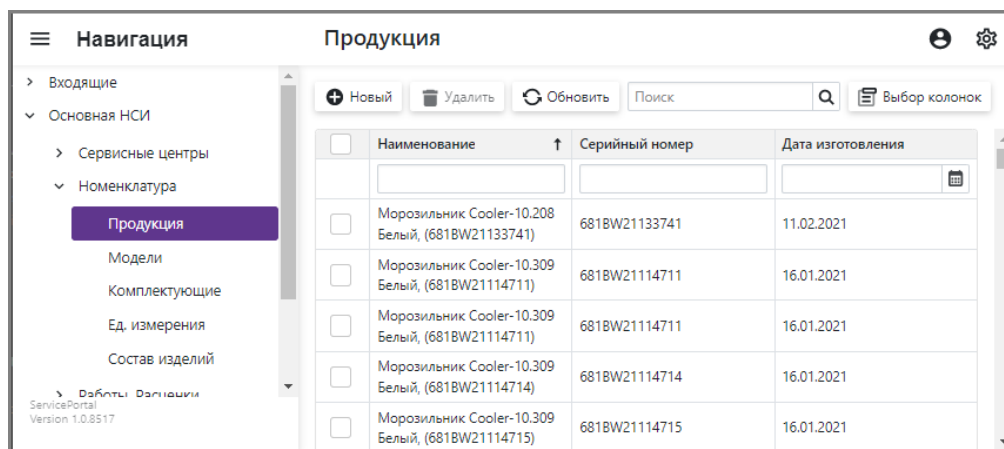 Навигация
Продукция
Входящие
Основная НСИ
Сервисные центры
Номенклатура
Продукция
Модели
Комплектующие
Ед. измерения
Состав изделий
Работы. Расценки
ServicePortal
Version 1.0.8517
Новый Удалить Обновить Поиск Выбор колонок
Наименование ↑ Серийный номер Дата изготовления
Морозильник Cooler-10.208
Белый, (681BW21133741) 681BW21133741 11.02.2021
Морозильник Cooler-10.309
Белый, (681BW21114711) 681BW21114711 16.01.2021
Морозильник Cooler-10.309
Белый, (681BW21114711) 681BW21114711 16.01.2021
Морозильник Cooler-10.309
Белый, (681BW21114714) 681BW21114714 16.01.2021
Морозильник Cooler-10.309
Белый, (681BW21114715) 681BW21114715 16.01.2021